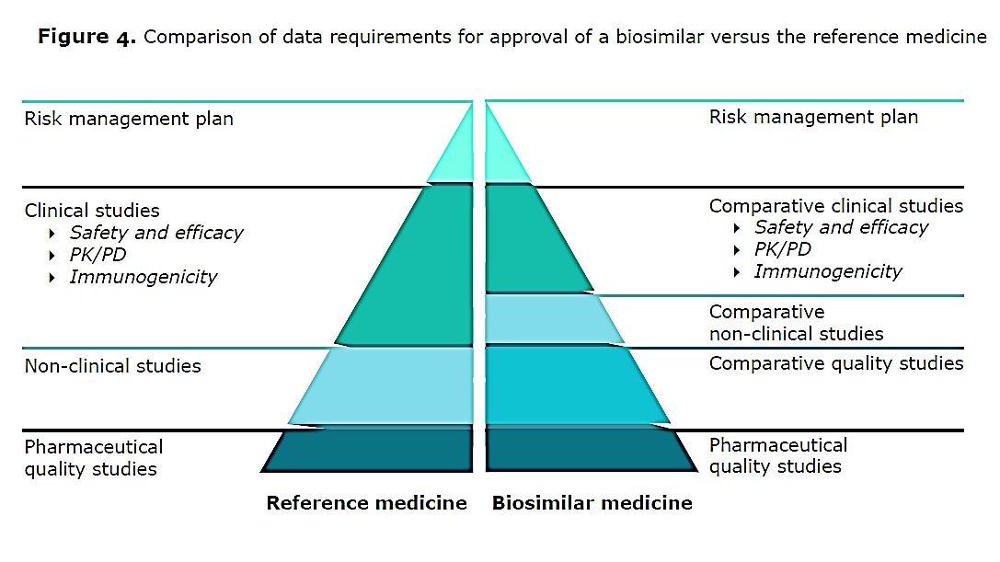 Figure 4. Comparison of data requirements for approval of a biosimilar versus the reference medicine
Risk management plan
Clinical studies
Safety and efficacy
PK/PD
Immunogenicity
Non-clinical studies
Pharmaceutical
quality studies
Risk management plan
Comparative clinical studies
Safety and efficacy
PK/PD
Immunogenicity
Comparative
non-clinical studies
Comparative quality studies
Pharmaceutical
quality studies
Reference medicine
Biosimilar medicine